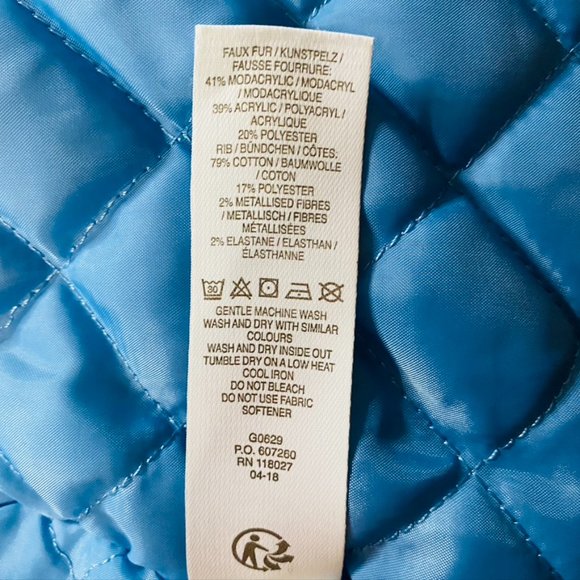 FAUX FUR / KUNSTPELZ /
FAUSSE FOURRURE:
41% MODACRYLIC / MODACRYL
/ MODACRYLIQUE
39% ACRYLIC / POLYACRYL /
ACRYLIQUE
20% POLYESTER
RIB / BÜNDCHEN / CÔTES:
79% COTTON / BAUMWOLLE
/ COTON
17% POLYESTER
2% METALLISED FIBRES
/ METALLISCH / FIBRES
MÉTALLISÉES
2% ELASTANE / ELASTHAN /
ÉLASTHANNE
30
GENTLE MACHINE WASH
WASH AND DRY WITH SIMILAR
COLOURS
WASH AND DRY INSIDE OUT
TUMBLE DRY ON A LOW HEAT
COOL IRON
DO NOT BLEACH
DO NOT USE FABRIC
SOFTENER
G0629
P.O. 607260
RN 118027
04-18